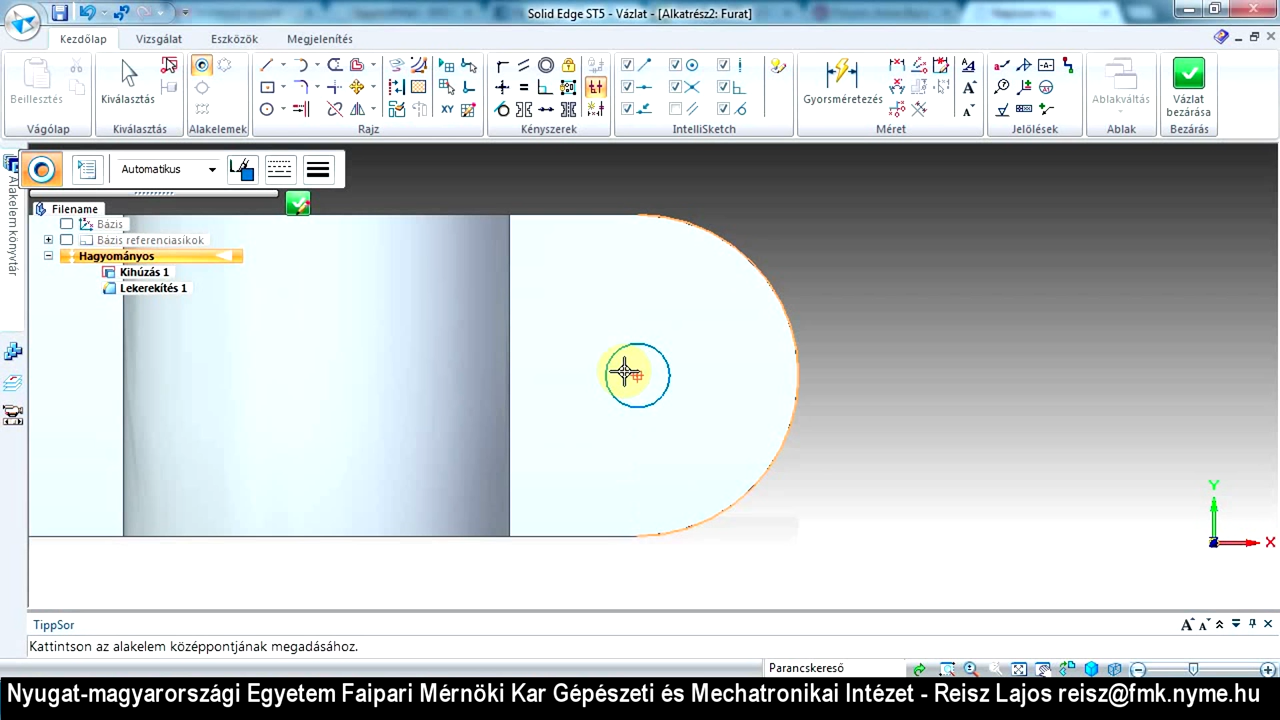 Solid Edge ST5 - Vázlat - [Alkatrész2: Furat]
Kezdőlap Vizsgálat Eszközök Megjelenítés
Beillesztés Kiválasztás Gyorsméretezés Ablakváltás Vázlat bezárása
Vágólap Kiválasztás Alakelemek Rajz Kényszerek IntelliSketch Méret Jelölések Ablak Bezárás
Automatikus
Alakelem könyvtár
Filename
Bázis
Bázis referenciasíkok
Hagyományos
Kihúzás 1
Lekerekítés 1
Y
X
TippSor
Kattintson az alakelem középpontjának megadásához.
Parancskereső
Nyugat-magyarországi Egyetem Faipari Mérnöki Kar Gépészeti és Mechatronikai Intézet - Reisz Lajos reisz@fmk.nyme.hu